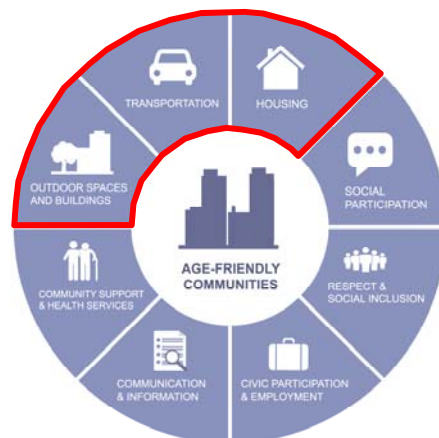 TRANSPORTATION
HOUSING
OUTDOOR SPACES
AND BUILDINGS
SOCIAL
PARTICIPATION
AGE-FRIENDLY
COMMUNITIES
COMMUNITY SUPPORT
& HEALTH SERVICES
RESPECT &
SOCIAL INCLUSION
COMMUNICATION
& INFORMATION
CIVIC PARTICIPATION
& EMPLOYMENT